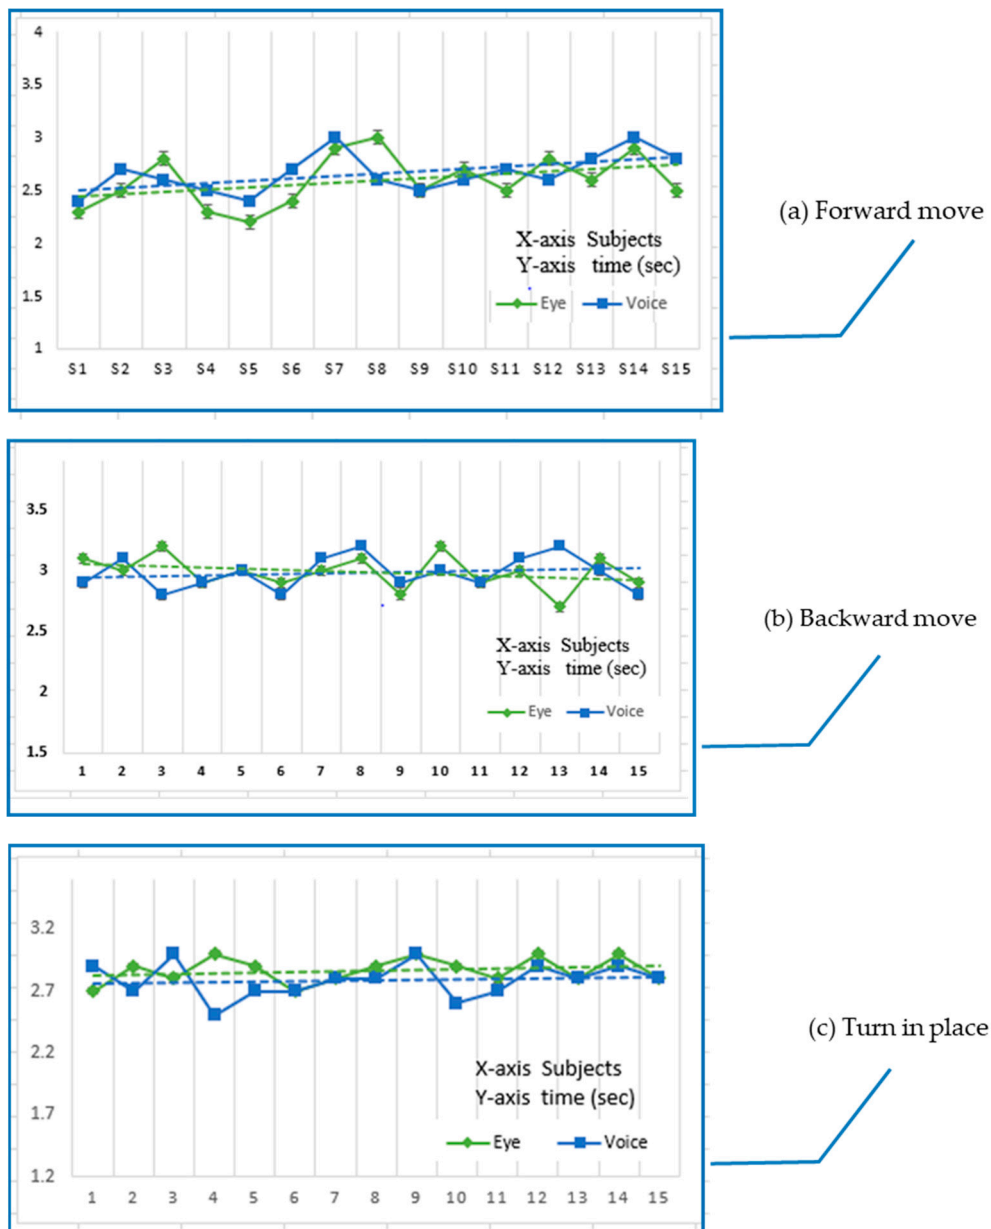 4
3.5
3
2.5
2
1.5
1
X-axis Subjects
Y-axis time (sec)
Eye Voice
S1 S2 S3 S4 S5 S6 S7 S8 S9 S10 S11 S12 S13 S14 S15
(a) Forward move
3.5
3
2.5
2
1.5
X-axis Subjects
Y-axis time (sec)
Eye Voice
1 2 3 4 5 6 7 8 9 10 11 12 13 14 15
(b) Backward move
3.2
2.7
2.2
1.7
1.2
X-axis Subjects
Y-axis time (sec)
Eye Voice
1 2 3 4 5 6 7 8 9 10 11 12 13 14 15
(c) Turn in place